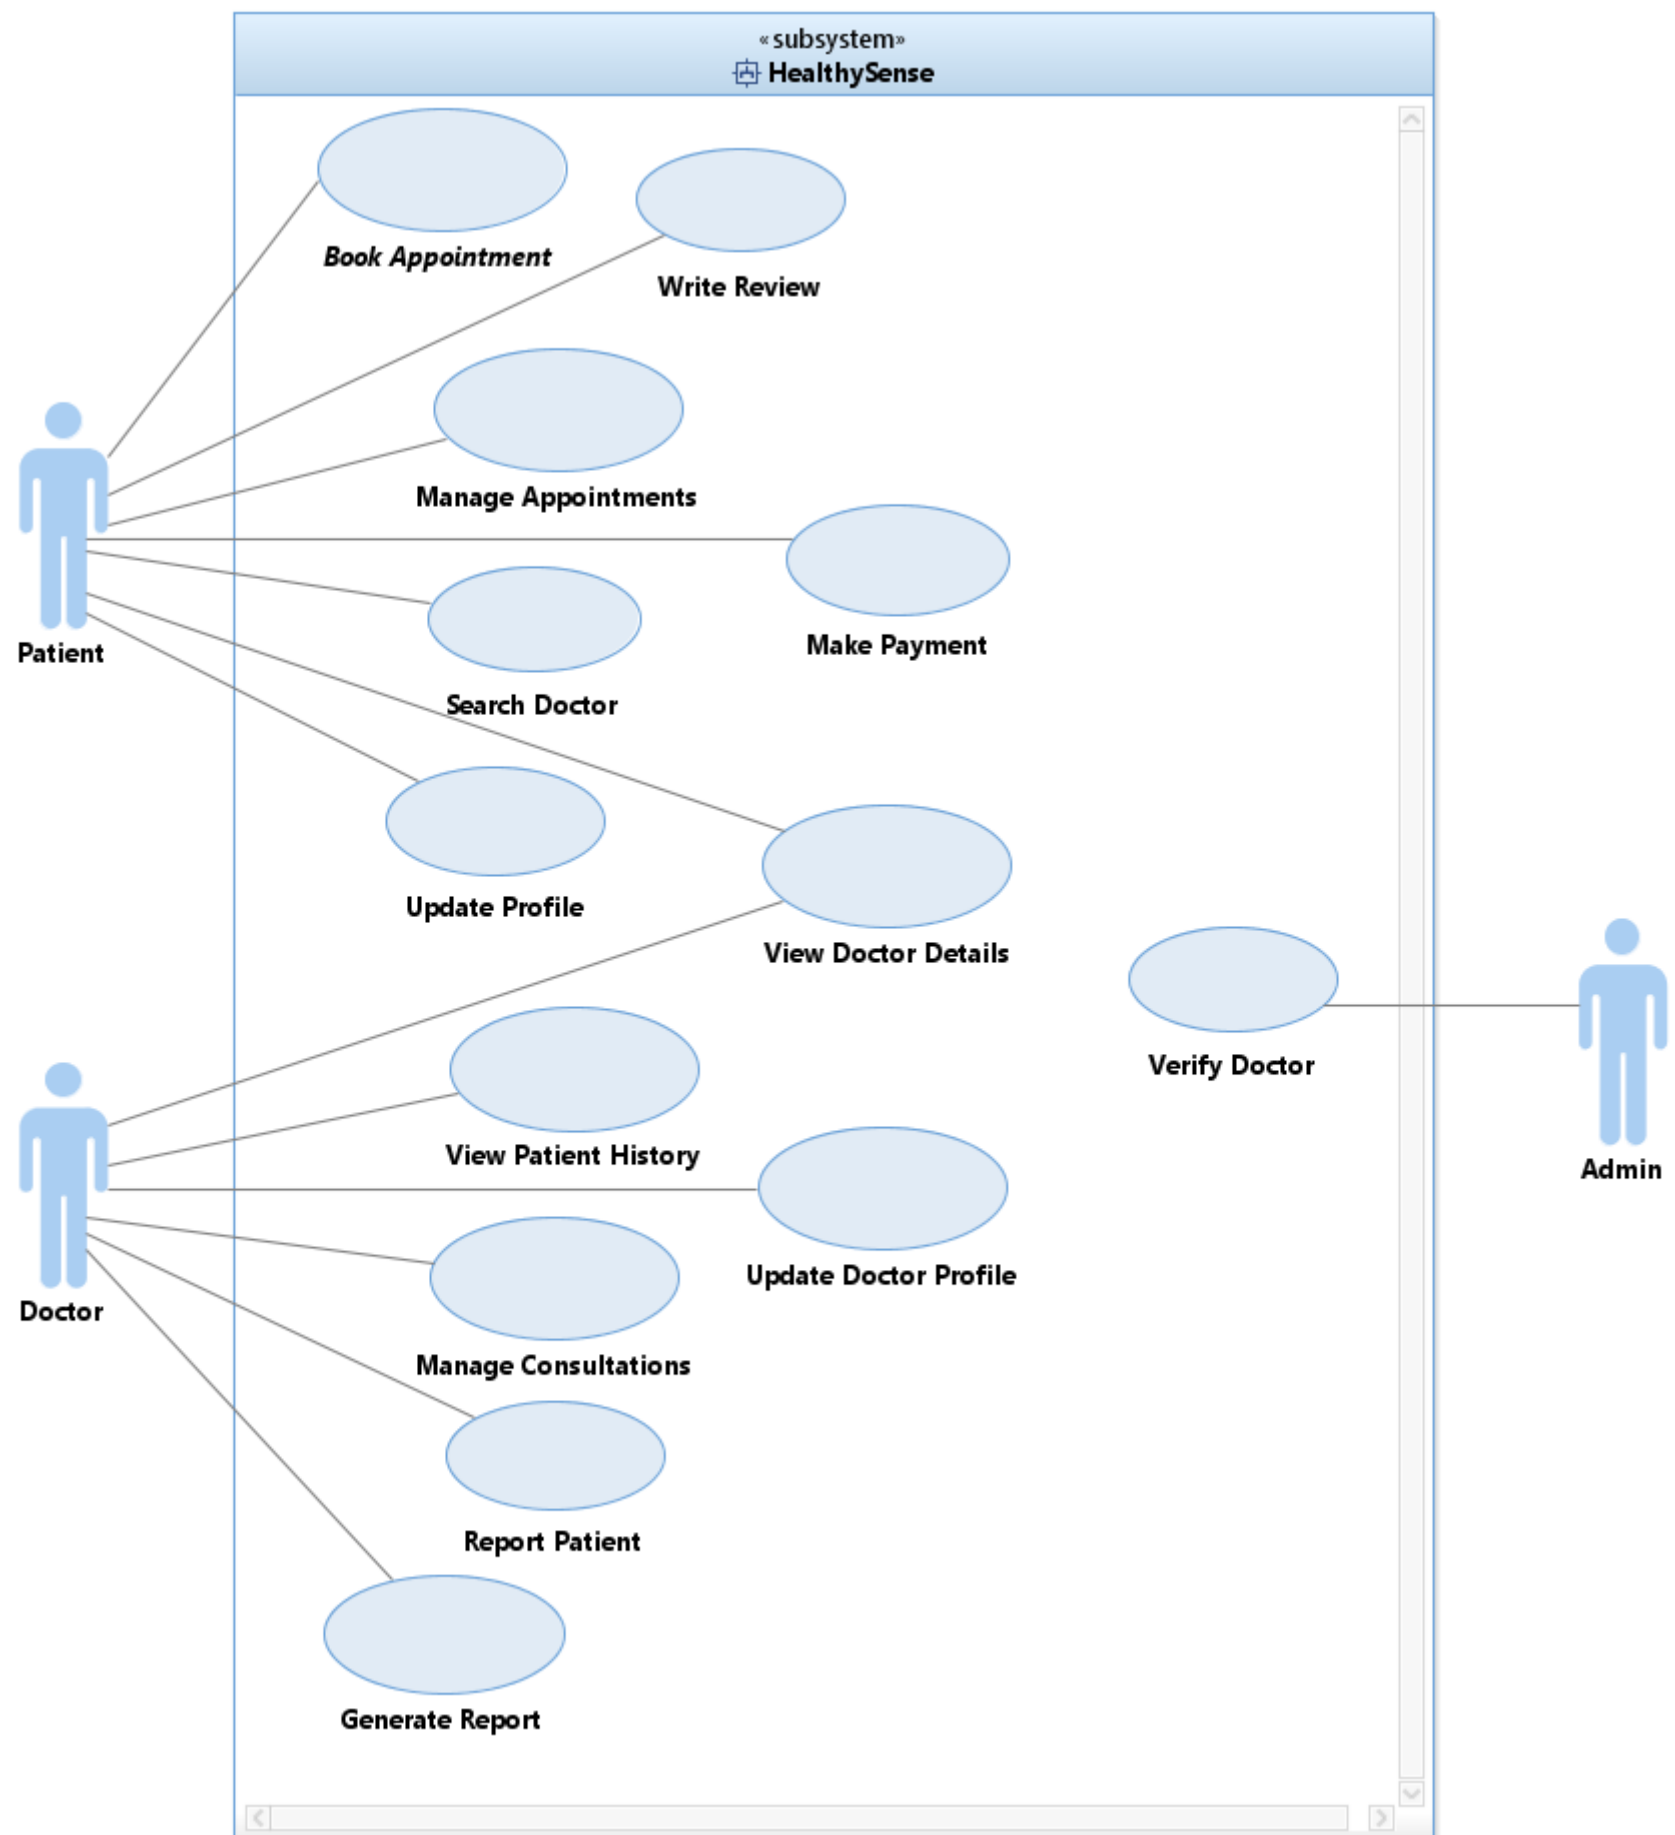 «subsystem»
HealthySense
Book Appointment
Write Review
Manage Appointments
Make Payment
Patient
Search Doctor
Update Profile
View Doctor Details
Verify Doctor
View Patient History
Admin
Update Doctor Profile
Doctor
Manage Consultations
Report Patient
Generate Report